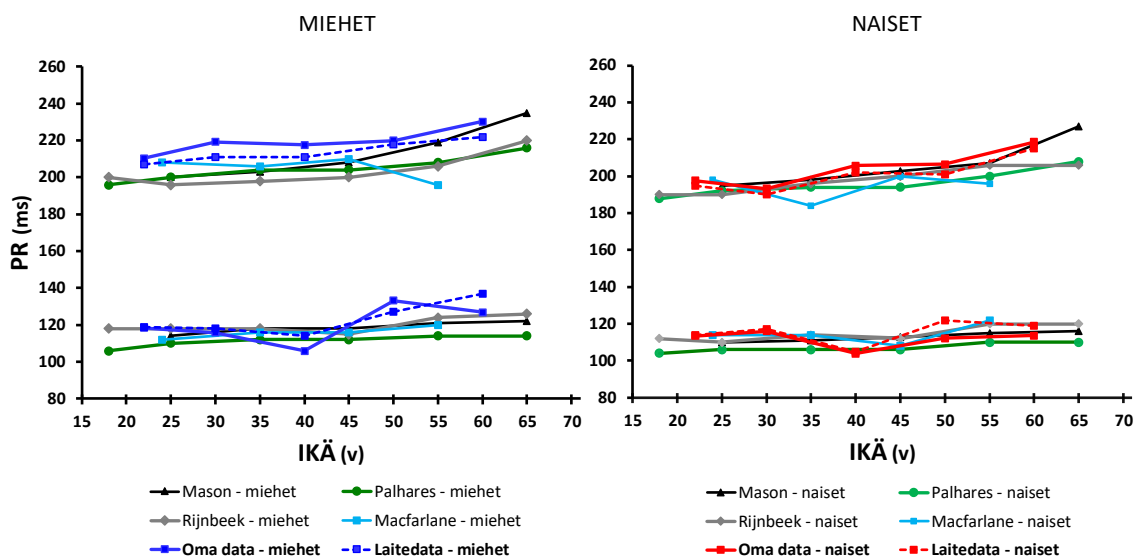 MIEHET
NAISET
260
240
220
200
180
160
140
120
100
80
PR (ms)
15 20 25 30 35 40 45 50 55 60 65 70
IKÄ (v)
260
240
220
200
180
160
140
120
100
80
15 20 25 30 35 40 45 50 55 60 65 70
IKÄ (v)
Mason - miehet Palhares - miehet
Rijnbeek - miehet Macfarlane - miehet
Oma data - miehet Laitedata - miehet
Mason - naiset Palhares - naiset
Rijnbeek - naiset Macfarlane - naiset
Oma data - naiset Laitedata - naiset